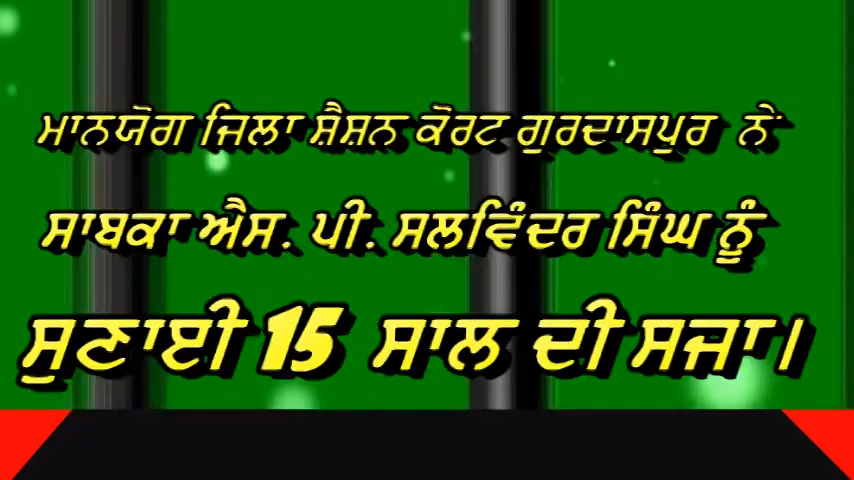 ਮਾਨਯੋਗ ਜਿਲਾ ਸ਼ੈਸ਼ਨ ਕੋਰਟ ਗੁਰਦਾਸਪੁਰ ਨੇ
ਸਾਬਕਾ ਐਸ. ਪੀ. ਸਲਵਿੰਦਰ ਸਿੰਘ ਨੂੰ
ਸੁਣਾਈ 15 ਸਾਲ ਦੀ ਸਜਾ।